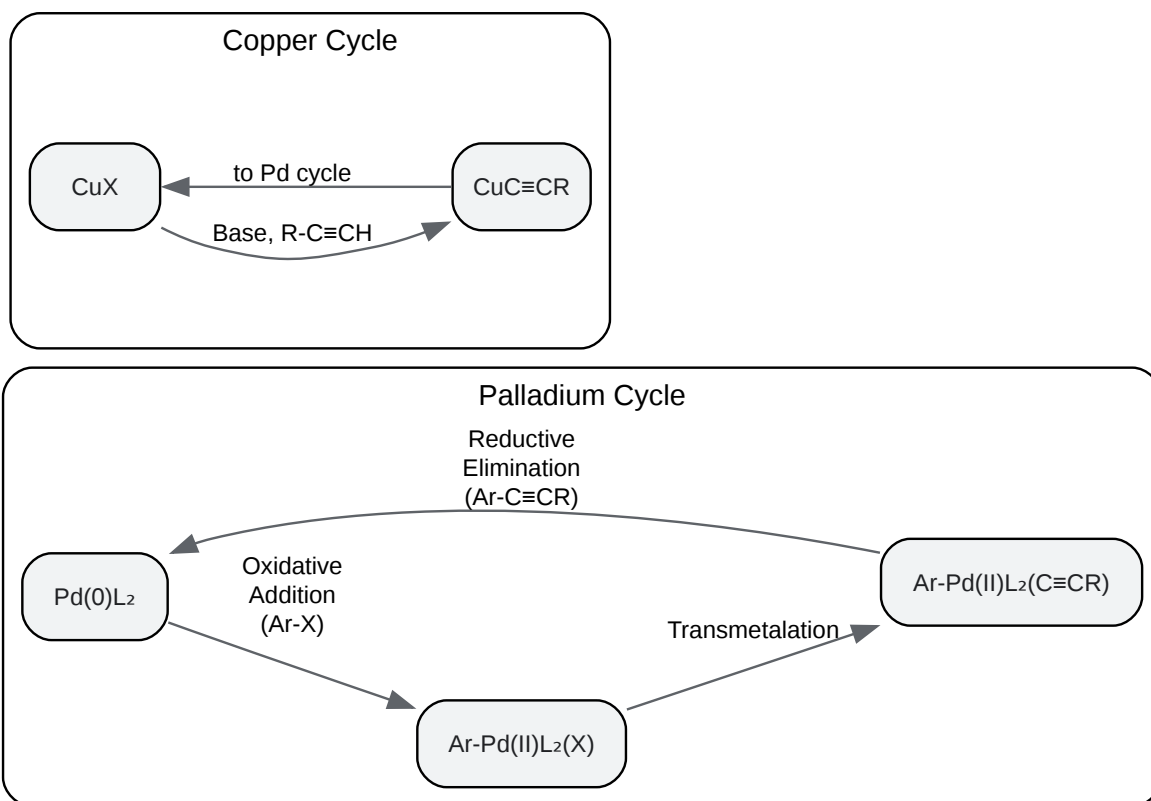 Copper Cycle
to Pd cycle
CuX
CuC≡CR
Base, R-C≡CH
Palladium Cycle
Reductive
Elimination
(Ar-C≡CR)
Oxidative
Addition
(Ar-X)
Pd(0)L₂
Ar-Pd(II)L₂(C≡CR)
Transmetalation
Ar-Pd(II)L₂(X)